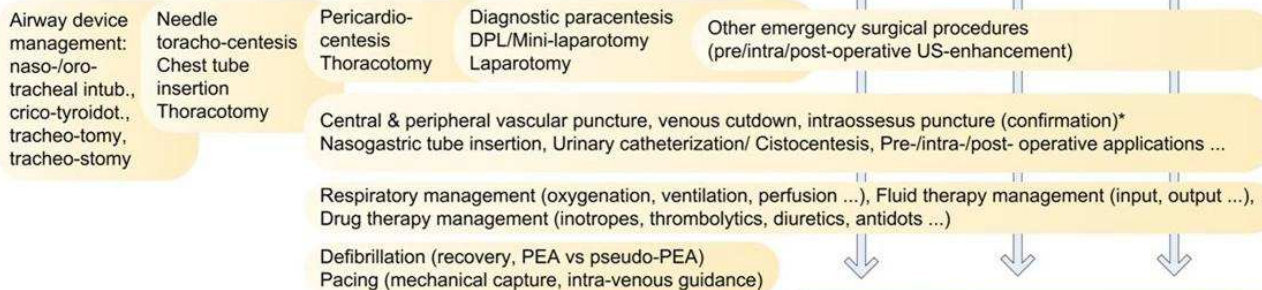 Airway device
management:
naso-/oro-
tracheal intub.,
crico-tyroidot.,
tracheo-tomy,
tracheo-stomy
Needle
toracho-centesis
Chest tube
insertion
Thoracotomy
Pericardio-
centesis
Thoracotomy
Diagnostic paracentesis
DPL/Mini-laparotomy
Laparotomy
Other emergency surgical procedures
(pre/intra/post-operative US-enhancement)
Central & peripheral vascular puncture, venous cutdown, intraossesus puncture (confirmation)*
Nasogastric tube insertion, Urinary catheterization/ Cistocentesis, Pre-/intra-/post- operative applications ...
Respiratory management (oxygenation, ventilation, perfusion ...), Fluid therapy management (input, output ...),
Drug therapy management (inotropes, thrombolytics, diuretics, antidots ...)
Defibrillation (recovery, PEA vs pseudo-PEA)
Pacing (mechanical capture, intra-venous guidance)